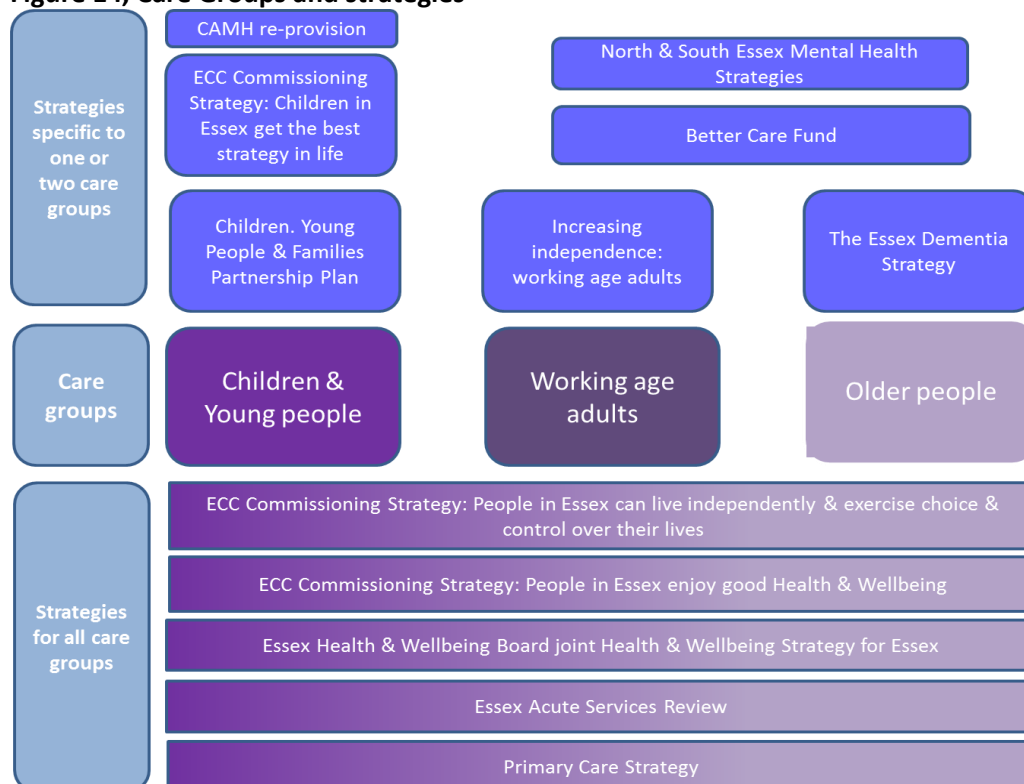 Figure 14, Care Groups and strategies
CAMH re-provision
North & South Essex Mental Health
Strategies
ECC Commissioning
Strategy: Children in
Essex get the best
strategy in life
Strategies
specific to
one or
two care
groups
Better Care Fund
Children. Young
People & Families
Partnership Plan
Increasing
independence:
working age adults
The Essex Dementia
Strategy
Care
groups
Children &
Young people
Working age
adults
Older people
ECC Commissioning Strategy: People in Essex can live independently & exercise choice &
control over their lives
ECC Commissioning Strategy: People in Essex enjoy good Health & Wellbeing
Strategies
for all care
groups
Essex Health & Wellbeing Board joint Health & Wellbeing Strategy for Essex
Essex Acute Services Review
Primary Care Strategy